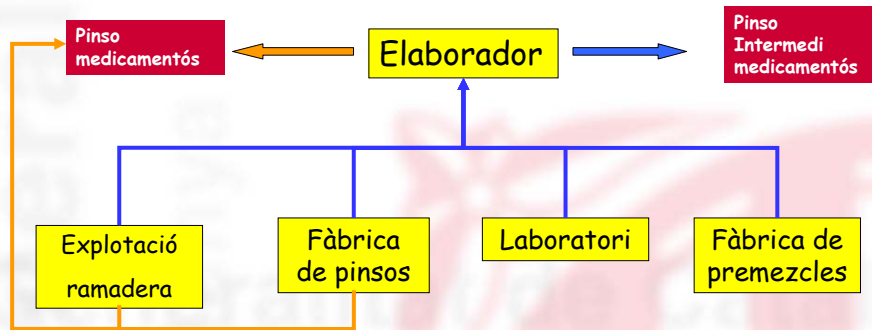 Pinso
medicamentós
Elaborador
Pinso
Intermedi
medicamentós
Explotació
ramadera
Fàbrica
de pinsos
Laboratori
Fàbrica de
premezcles